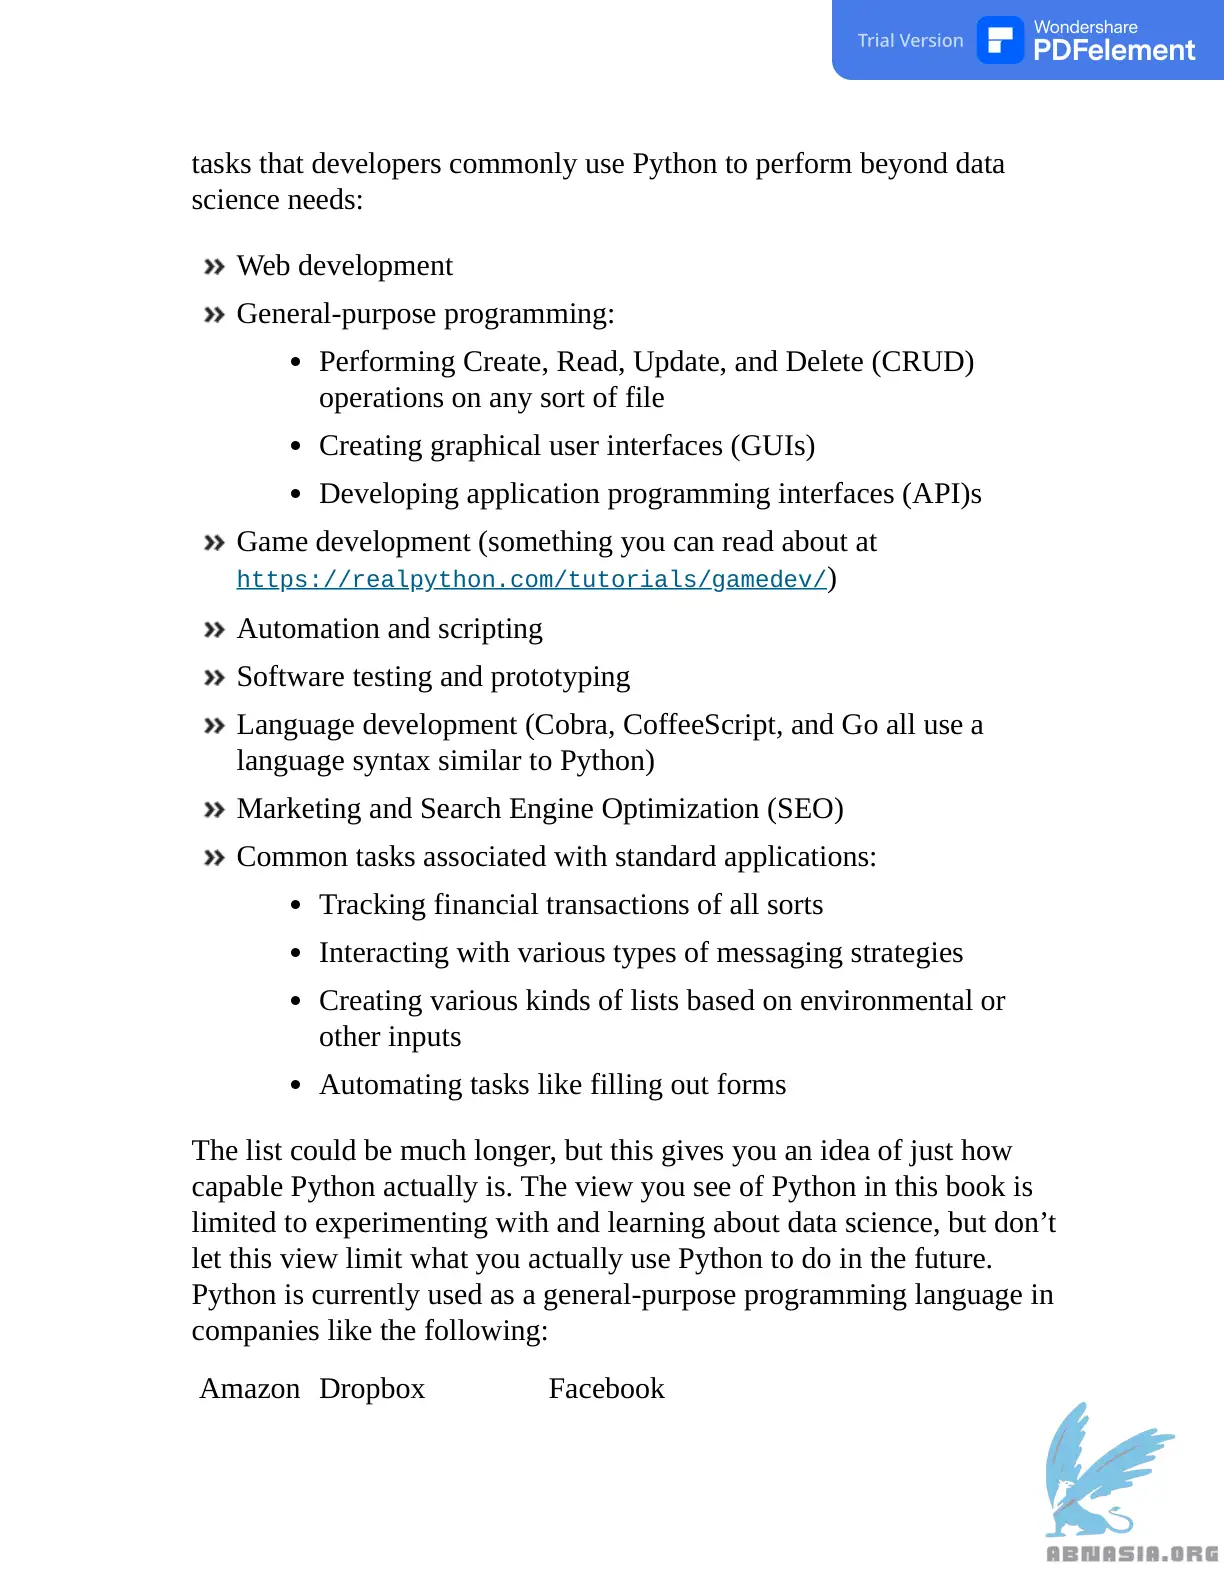 Trial Version
Wondershare
PDFelement
tasks that developers commonly use Python to perform beyond data
science needs:
Web development
General-purpose programming:
Performing Create, Read, Update, and Delete (CRUD)
operations on any sort of file
Creating graphical user interfaces (GUIs)
Developing application programming interfaces (API)s
Game development (something you can read about at
https://realpython.com/tutorials/gamedev/)
Automation and scripting
Software testing and prototyping
Language development (Cobra, CoffeeScript, and Go all use a
language syntax similar to Python)
Marketing and Search Engine Optimization (SEO)
Common tasks associated with standard applications:
Tracking financial transactions of all sorts
Interacting with various types of messaging strategies
Creating various kinds of lists based on environmental or
other inputs
Automating tasks like filling out forms
The list could be much longer, but this gives you an idea of just how
capable Python actually is. The view you see of Python in this book is
limited to experimenting with and learning about data science, but don’t
let this view limit what you actually use Python to do in the future.
Python is currently used as a general-purpose programming language in
companies like the following:
Amazon Dropbox Facebook
ABNASIA.ORG